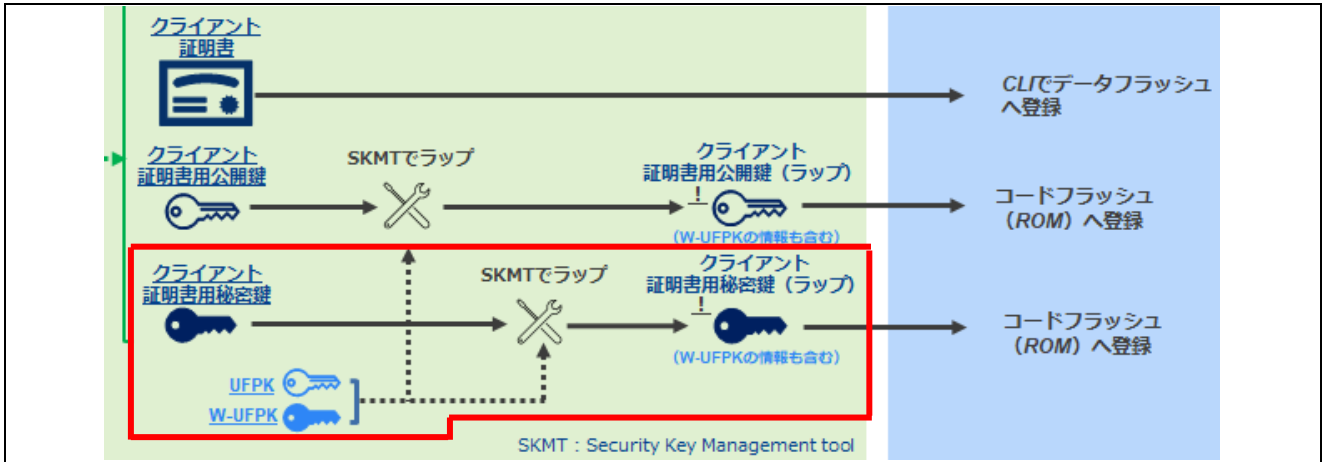 クライアント
証明書
CLIでデータフラッシュ
へ登録
クライアント
証明書用公開鍵
SKMTでラップ
クライアント
証明書用公開鍵（ラップ）
!
(W-UFPKの情報も含む)
コードフラッシュ
（ROM）へ登録
クライアント
証明書用秘密鍵
SKMTでラップ
クライアント
証明書用秘密鍵（ラップ）
!
(W-UFPKの情報も含む)
コードフラッシュ
（ROM）へ登録
UFPK
W-UFPK
SKMT：Security Key Management tool